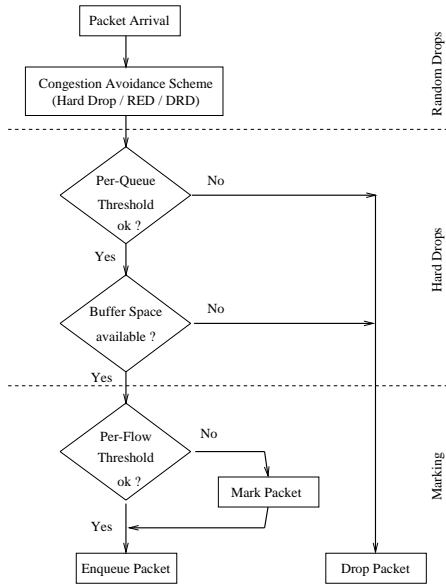 Packet Arrival
Congestion Avoidance Scheme
(Hard Drop / RED / DRD)
Random Drops
Per-Queue
Threshold
ok ?
No
Yes
Hard Drops
Buffer Space
available ?
No
Yes
Per-Flow
Threshold
ok ?
No
Mark Packet
Yes
Marking
Enqueue Packet
Drop Packet